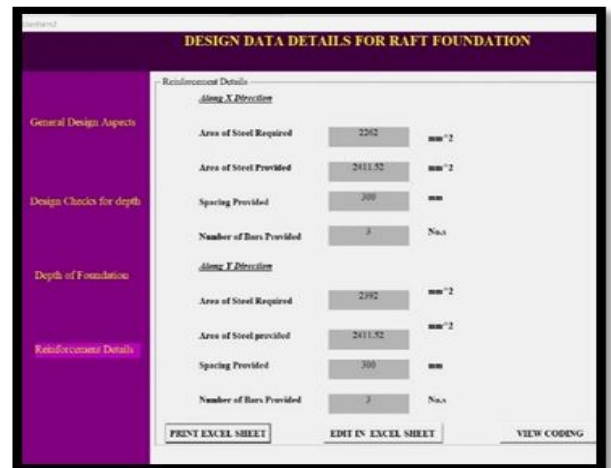 DESIGN DATA DETAILS FOR RAFT FOUNDATION
Reinforcement Details
Along X Direction
General Design Aspects
Area of Steel Required 2262 mm^2
Area of Steel Provided 2411.52 mm^2
Design Checks for depth
Spacing Provided 300 mm
Number of Bars Provided 3 No.s
Along Y Direction
Depth of Foundation
Area of Steel Required 2392 mm^2
Area of Steel provided 2411.52 mm^2
Reinforcement Details
Spacing Provided 300 mm
Number of Bars Provided 3 No.s
PRINT EXCEL SHEET EDIT IN EXCEL SHEET VIEW CODING